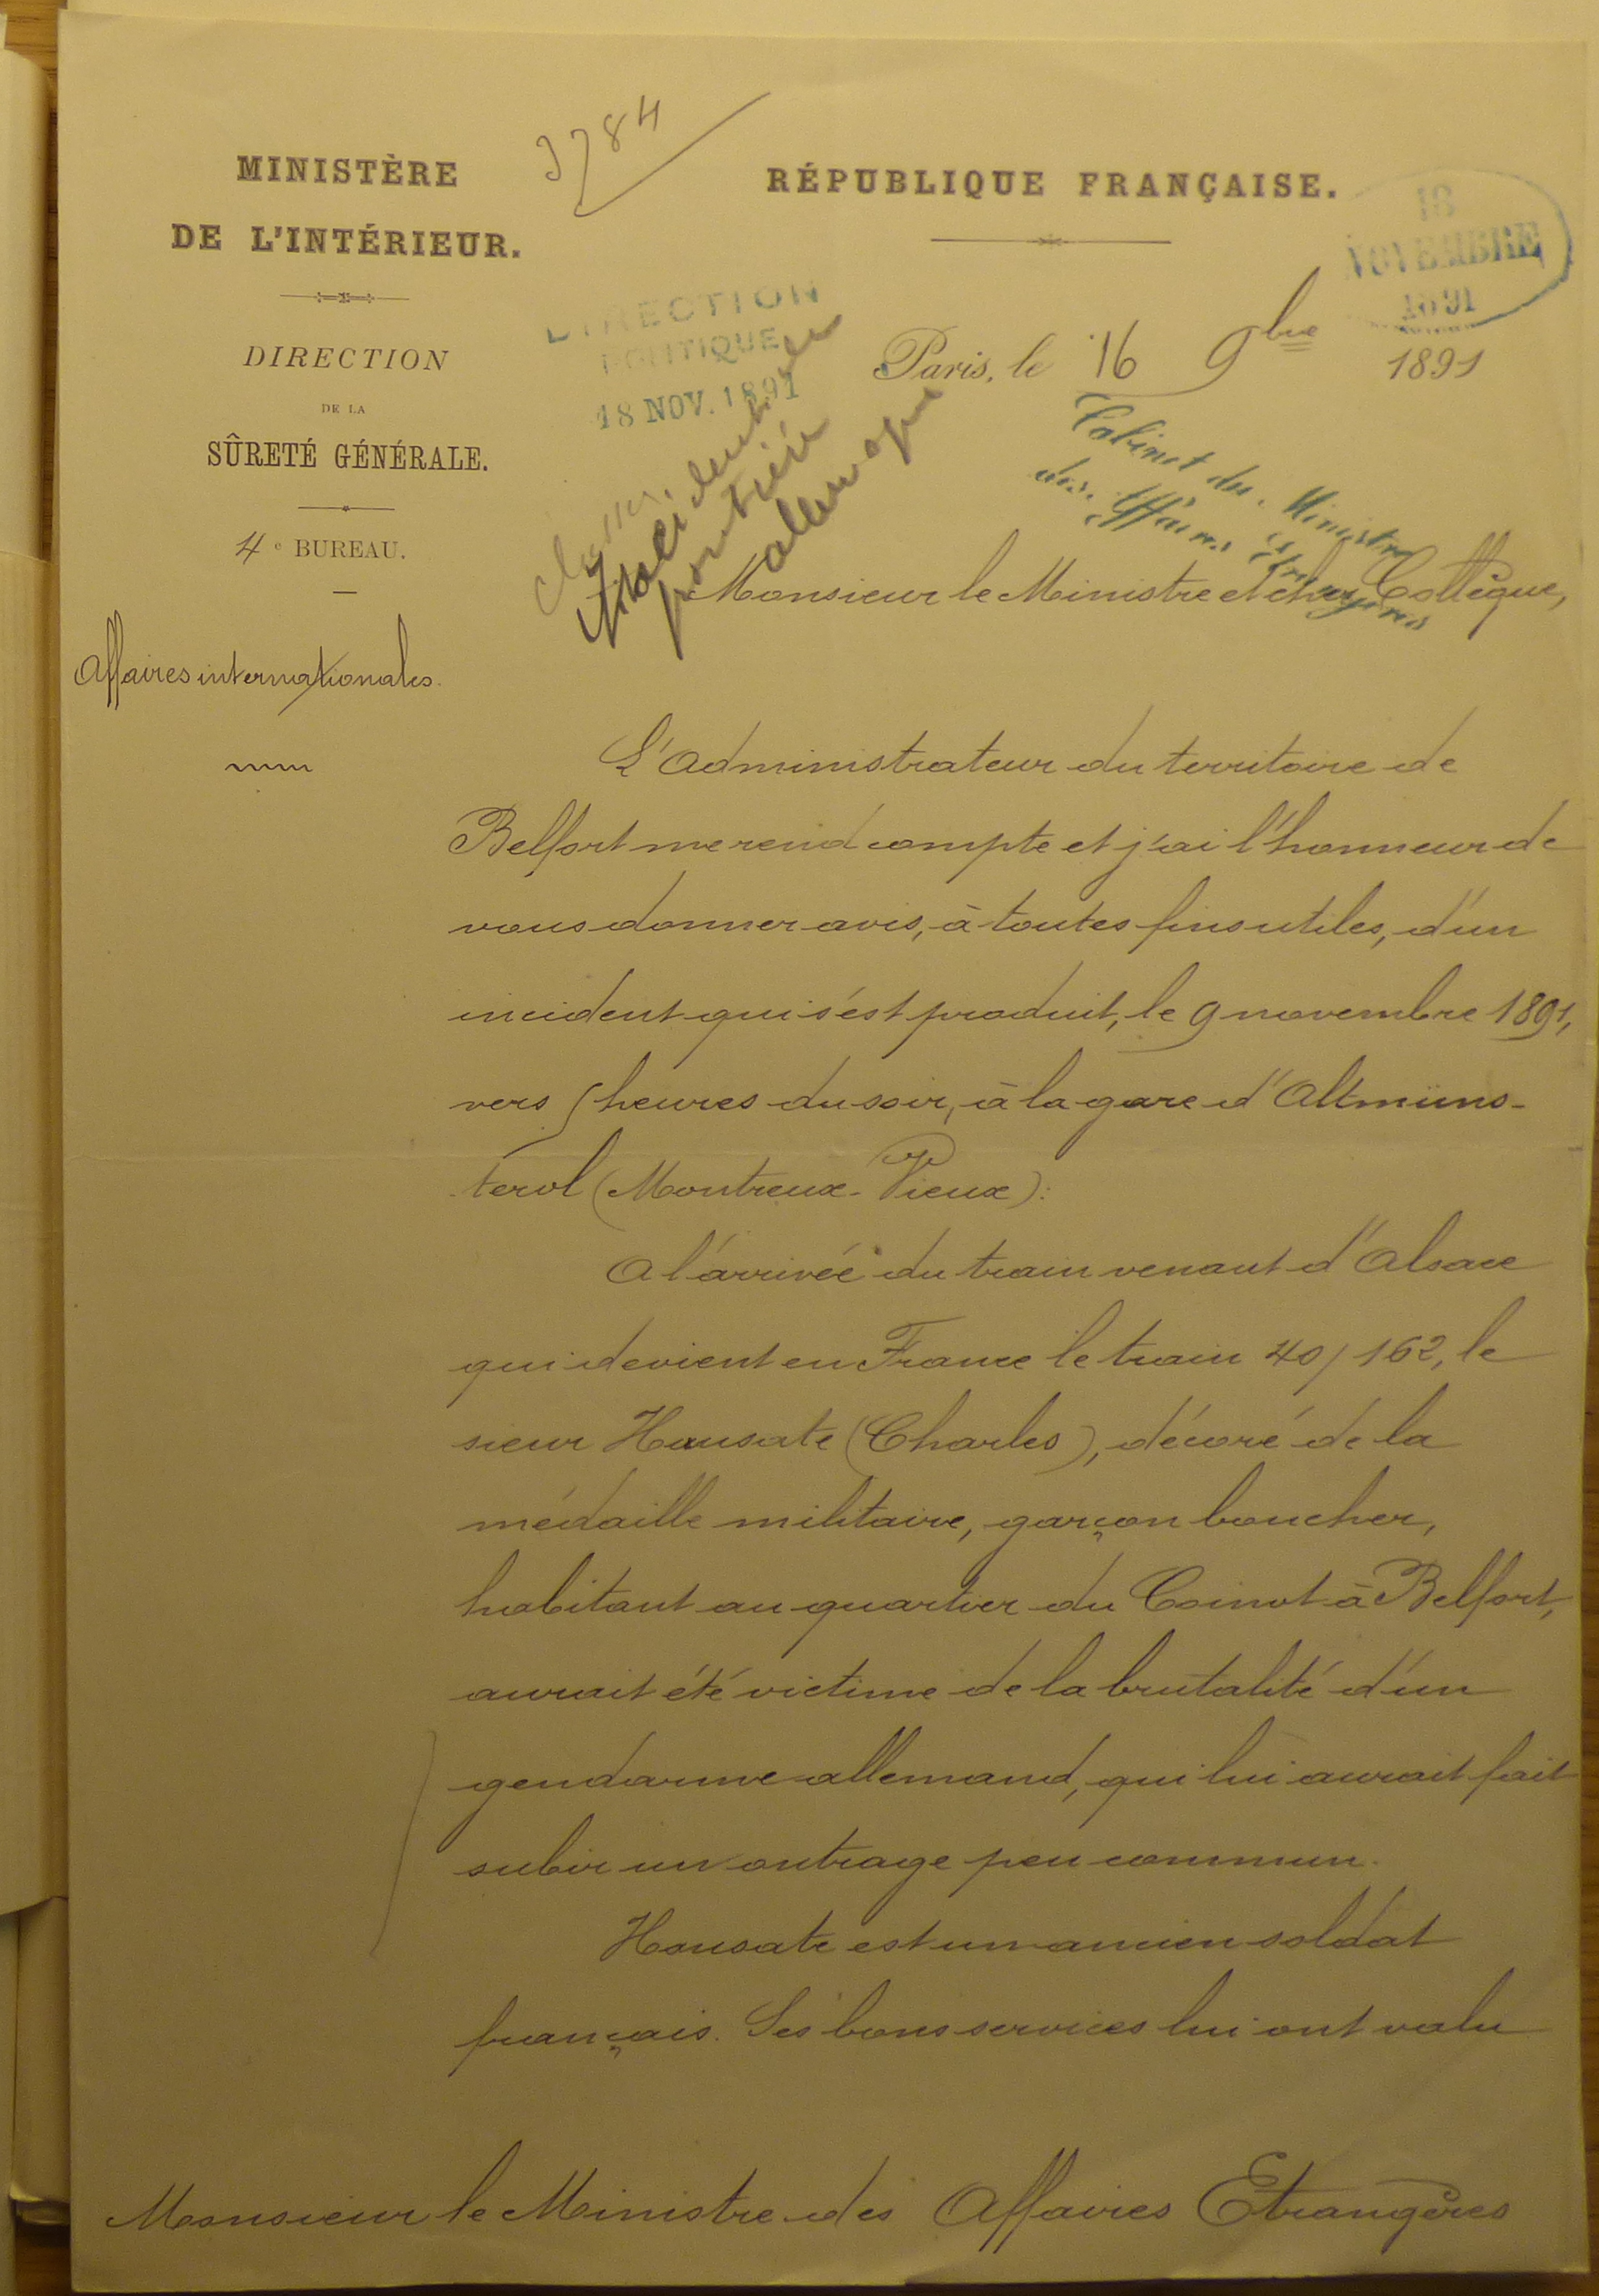 3784
MINISTÈRE
DE L'INTÉRIEUR.
DIRECTION
DE LA
SÛRETÉ GÉNÉRALE.
4e BUREAU.
Affaires internationales.
RÉPUBLIQUE FRANÇAISE.
18
NOVEMBRE
1891
DIRECTION
POLITIQUE
18 NOV. 1891
Paris, le 16 9bre 1891
Cabinet du Ministre
des Affaires Etrangères
Classer
incidents de
frontière
allemagne
Monsieur le Ministre et cher Collègue,
L'Administrateur du territoire de
Belfort me rend compte et j'ai l'honneur de
vous donner avis, à toutes fins utiles, d'un
incident qui s'est produit, le 9 novembre 1891,
vers 5 heures du soir, à la gare d'Altmüns-
terol (Montreux-Vieux):
A l'arrivée du train venant d'Alsace
qui devient en France le train 40/162, le
sieur Hausate (Charles), décoré de la
médaille militaire, garçon boucher,
habitant au quartier du Coinot à Belfort,
aurait été victime de la brutalité d'un
gendarme allemand, qui lui aurait fait
subir un outrage peu commun.
Hausate est un ancien soldat
français. Ses bons services lui ont valu
Monsieur le Ministre des Affaires Etrangères